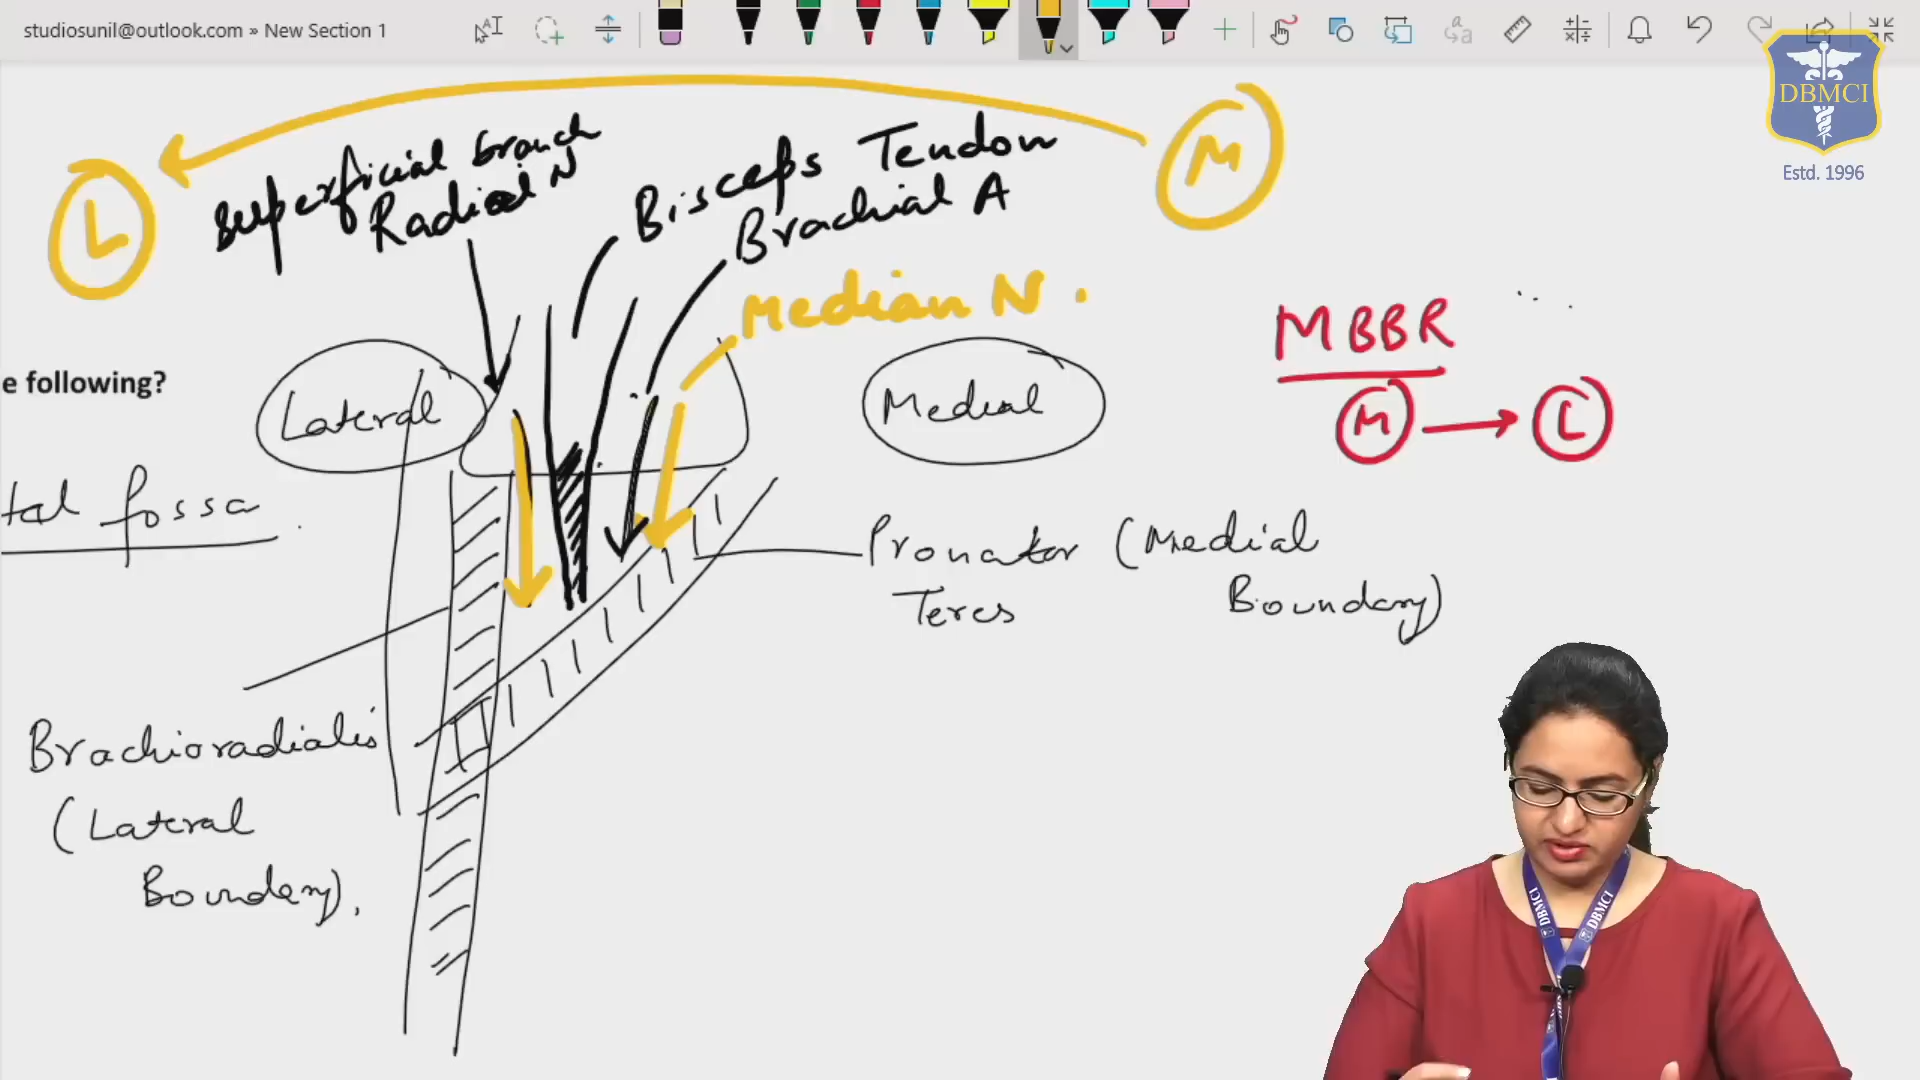 studiosunil@outlook.com » New Section 1
DBMCI
Estd. 1996
L
M
Superficial branch
Radial N
Bisceps Tendon
Brachial A
Median N.
MBBR
M → L
e following?
Lateral
Medial
tal fossa
Pronator (Medial
Teres Boundary)
Brachioradialis
(Lateral
Boundary),
DBMCI
DBMCI